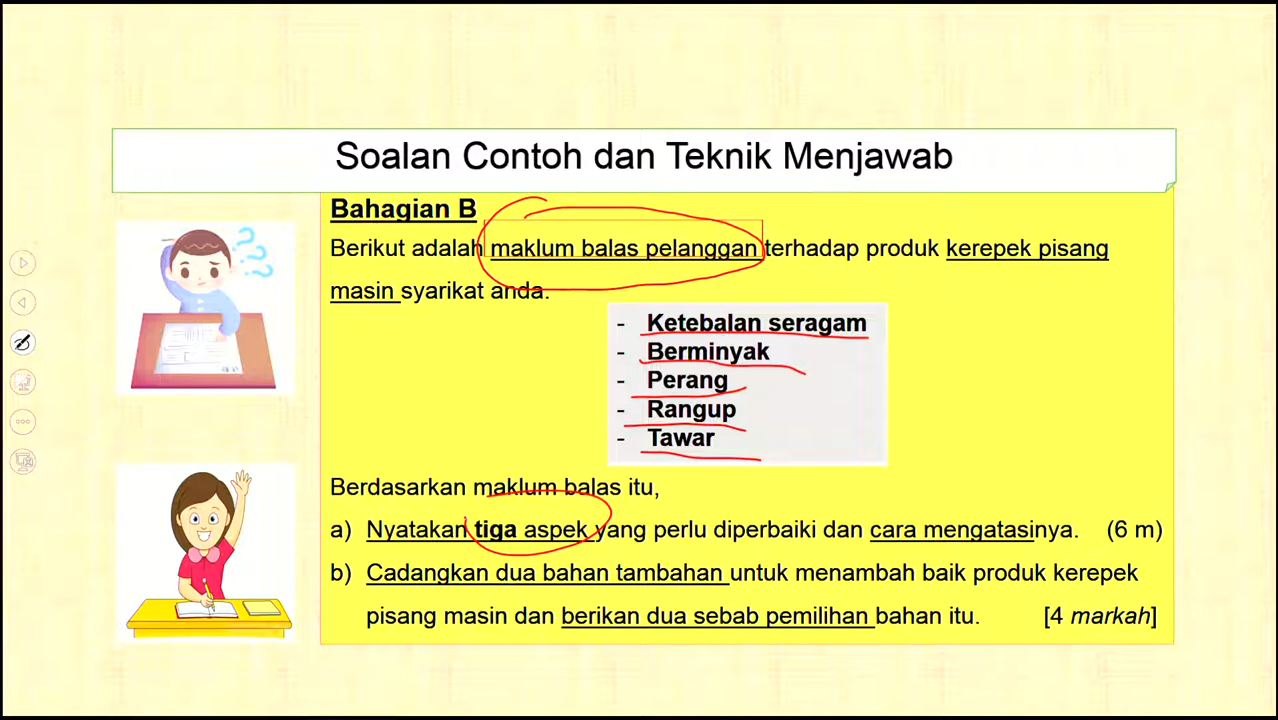 Soalan Contoh dan Teknik Menjawab
Bahagian B
Berikut adalah maklum balas pelanggan terhadap produk kerepek pisang
masin syarikat anda.
- Ketebalan seragam
- Berminyak
- Perang
- Rangup
- Tawar
Berdasarkan maklum balas itu,
a) Nyatakan tiga aspek yang perlu diperbaiki dan cara mengatasinya. (6 m)
b) Cadangkan dua bahan tambahan untuk menambah baik produk kerepek
pisang masin dan berikan dua sebab pemilihan bahan itu. [4 markah]